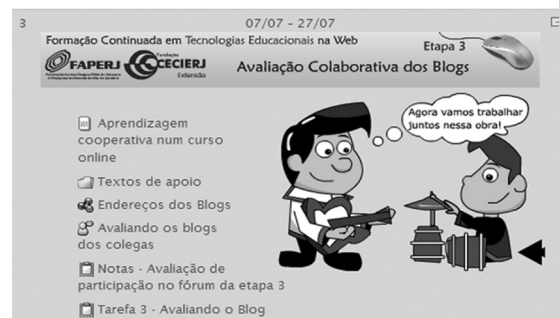 3
07/07 - 27/07
Formação Continuada em Tecnologias Educacionais na Web
Etapa 3
FAPERJ
Fundação
CECIERJ
Extensão
Avaliação Colaborativa dos Blogs
Agora vamos trabalhar
juntos nessa obra!
Aprendizagem
cooperativa num curso
online
Textos de apoio
Endereços dos Blogs
Avaliando os blogs
dos colegas
Notas - Avaliação de
participação no fórum da etapa 3
Tarefa 3 - Avaliando o Blog